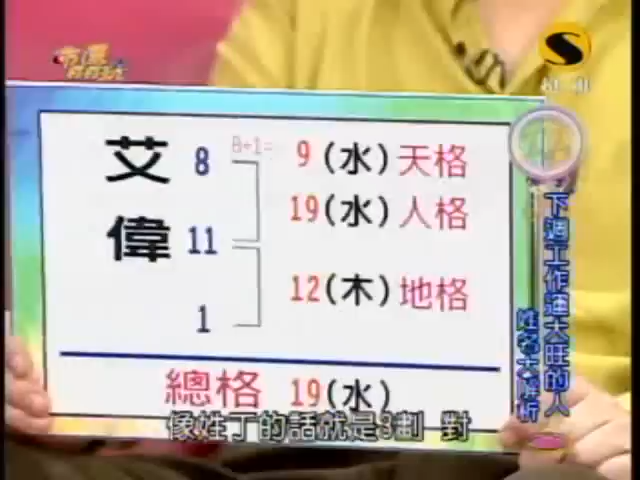 艾 8 8+1= 9(水)天格
19(水)人格
偉 11
12(木)地格
1
總格 19(水)
下週工作運大旺的人
姓名大解析
像姓丁的話就是3劃 對